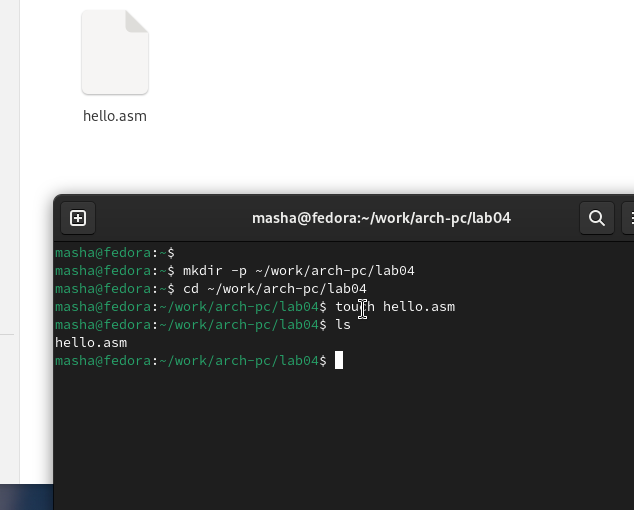 hello.asm
masha@fedora:~/work/arch-pc/lab04
masha@fedora:~$
masha@fedora:~$ mkdir -p ~/work/arch-pc/lab04
masha@fedora:~$ cd ~/work/arch-pc/lab04
masha@fedora:~/work/arch-pc/lab04$ touch hello.asm
masha@fedora:~/work/arch-pc/lab04$ ls
hello.asm
masha@fedora:~/work/arch-pc/lab04$